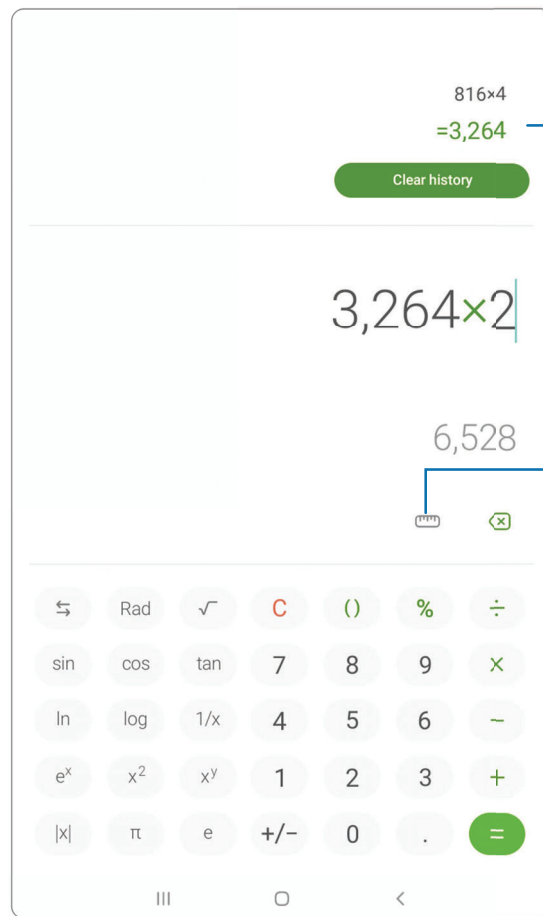 816×4
=3,264
Clear history
3,264×2
6,528
⇆ Rad √ C () % ÷
sin cos tan 7 8 9 ×
ln log 1/x 4 5 6 −
eˣ x² xʸ 1 2 3 +
|x| π e +/− 0 . =